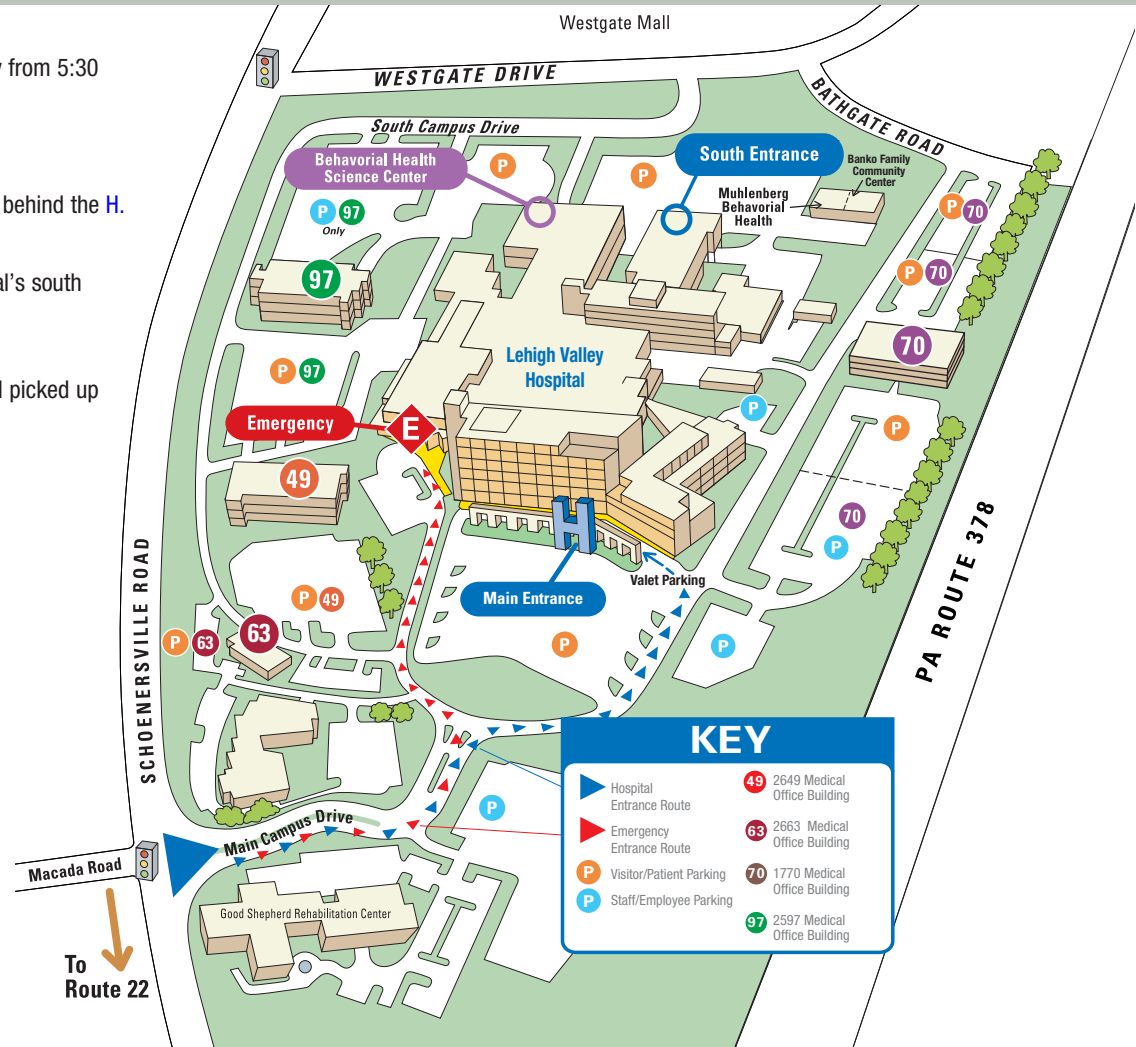 Westgate Mall
from 5:30
WESTGATE DRIVE
BATHGATE ROAD
South Campus Drive
Behavorial Health
Science Center
P
South Entrance
P
Banko Family
Community
Center
Muhlenberg
Behavioral
Health
behind the H.
P 97
Only
P 70
al's south
97
P 70
70
Lehigh Valley
Hospital
P 97
picked up
P
Emergency
E
P
49
70
P
H
Valet Parking
Main Entrance
SCHOENERSVILLE ROAD
PA ROUTE 378
P 49
P 63
63
P
P
KEY
Hospital
Entrance Route
Emergency
Entrance Route
P Visitor/Patient Parking
P Staff/Employee Parking
49 2649 Medical
Office Building
63 2663 Medical
Office Building
70 1770 Medical
Office Building
97 2597 Medical
Office Building
P
Main Campus Drive
Macada Road
Good Shepherd Rehabilitation Center
To
Route 22